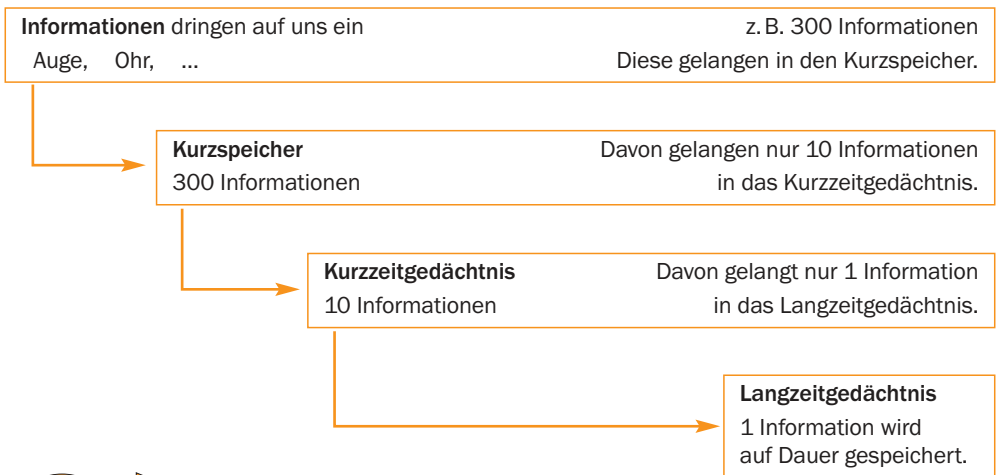 Informationen dringen auf uns ein z. B. 300 Informationen
Auge, Ohr, ... Diese gelangen in den Kurzspeicher.
Kurzspeicher Davon gelangen nur 10 Informationen
300 Informationen in das Kurzzeitgedächtnis.
Kurzzeitgedächtnis Davon gelangt nur 1 Information
10 Informationen in das Langzeitgedächtnis.
Langzeitgedächtnis
1 Information wird
auf Dauer gespeichert.